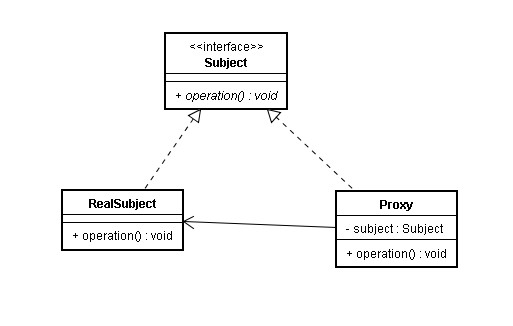 <<interface>>
Subject
+ operation() : void
RealSubject
+ operation() : void
Proxy
- subject : Subject
+ operation() : void